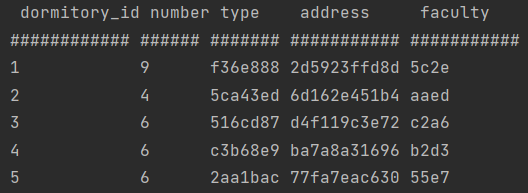 dormitory_id number type address faculty
############ ###### ####### ########### ###########
1 9 f36e888 2d5923ffd8d 5c2e
2 4 5ca43ed 6d162e451b4 aaed
3 6 516cd87 d4f119c3e72 c2a6
4 6 c3b68e9 ba7a8a31696 b2d3
5 6 2aa1bac 77fa7eac630 55e7